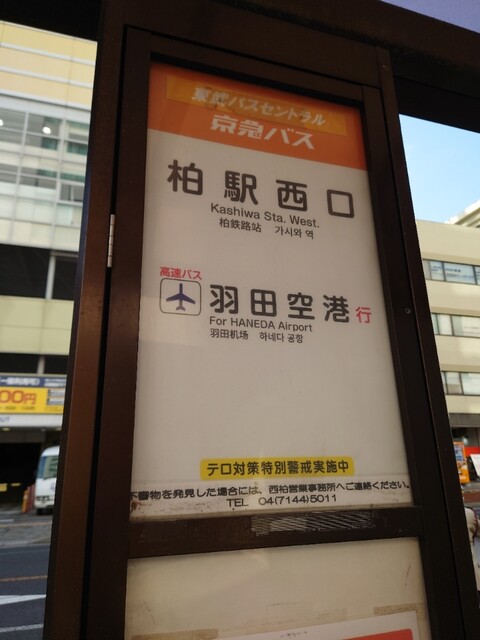 東武バスセントラル
京急バス
柏駅西口
Kashiwa Sta. West.
柏鉄路站 가시와 역
高速バス
羽田空港行
For HANEDA Airport
羽田机场 하네다 공항
テロ対策特別警戒実施中
不審物を発見した場合には、西柏営業事務所へご連絡ください。
TEL 04(7144)5011
00円